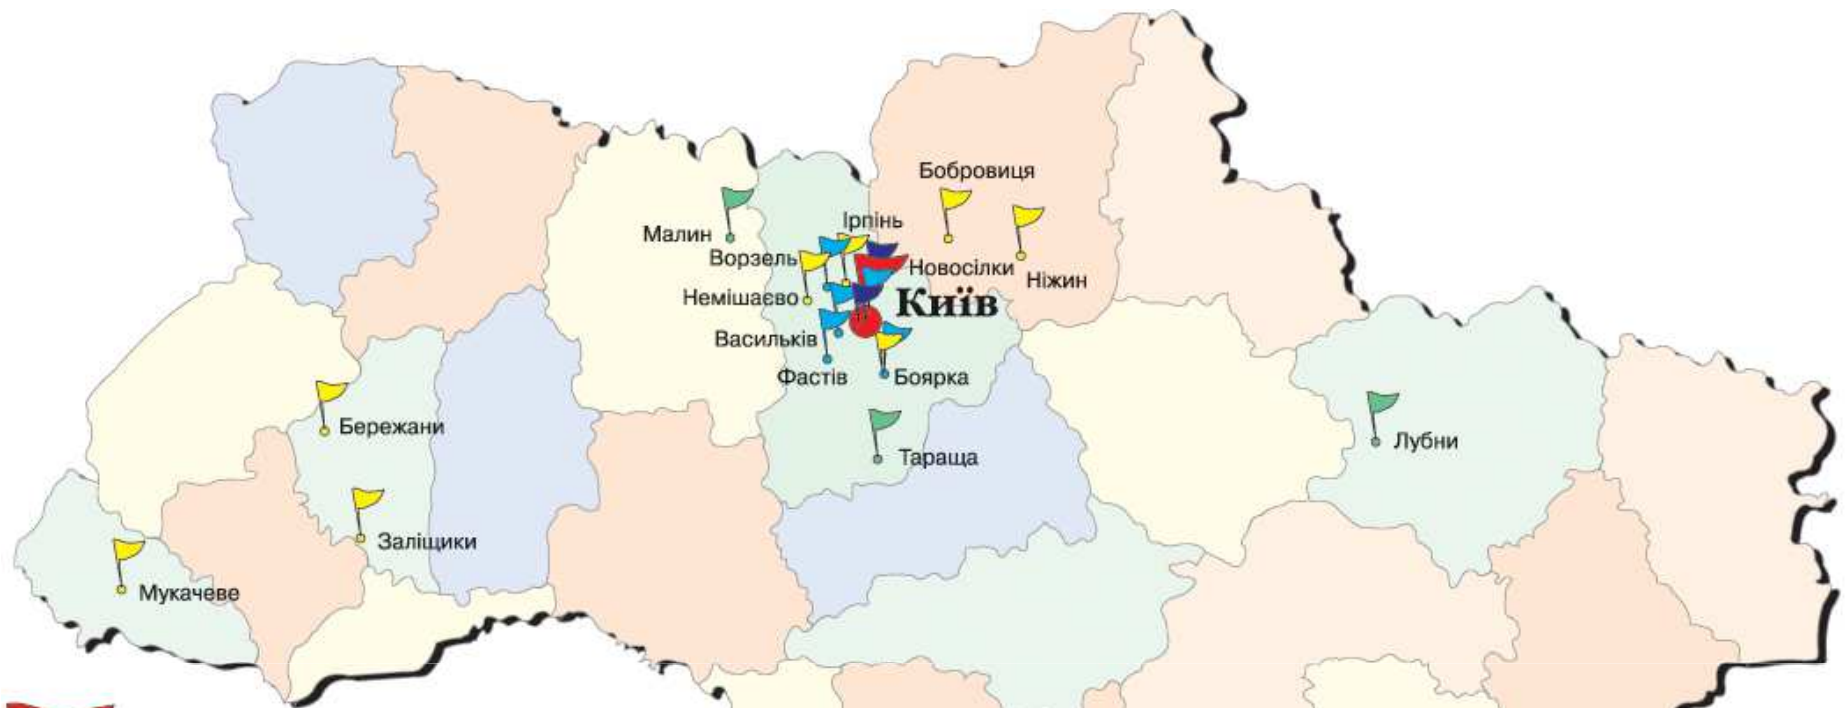 Бобровиця
Ірпінь
Малин
Ворзель
Новосілки
Ніжин
Немішаєво
Київ
Васильків
Фастів
Боярка
Бережани
Лубни
Тараща
Заліщики
Мукачеве